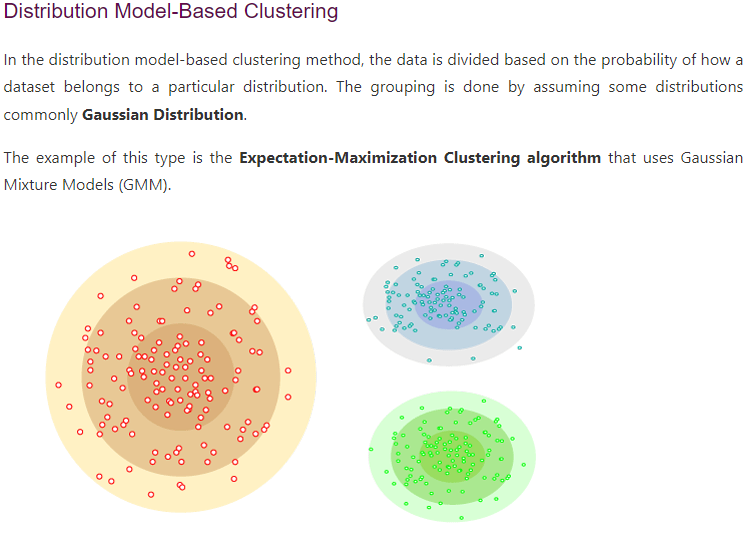 Distribution Model-Based Clustering
In the distribution model-based clustering method, the data is divided based on the probability of how a
dataset belongs to a particular distribution. The grouping is done by assuming some distributions
commonly Gaussian Distribution.
The example of this type is the Expectation-Maximization Clustering algorithm that uses Gaussian
Mixture Models (GMM).